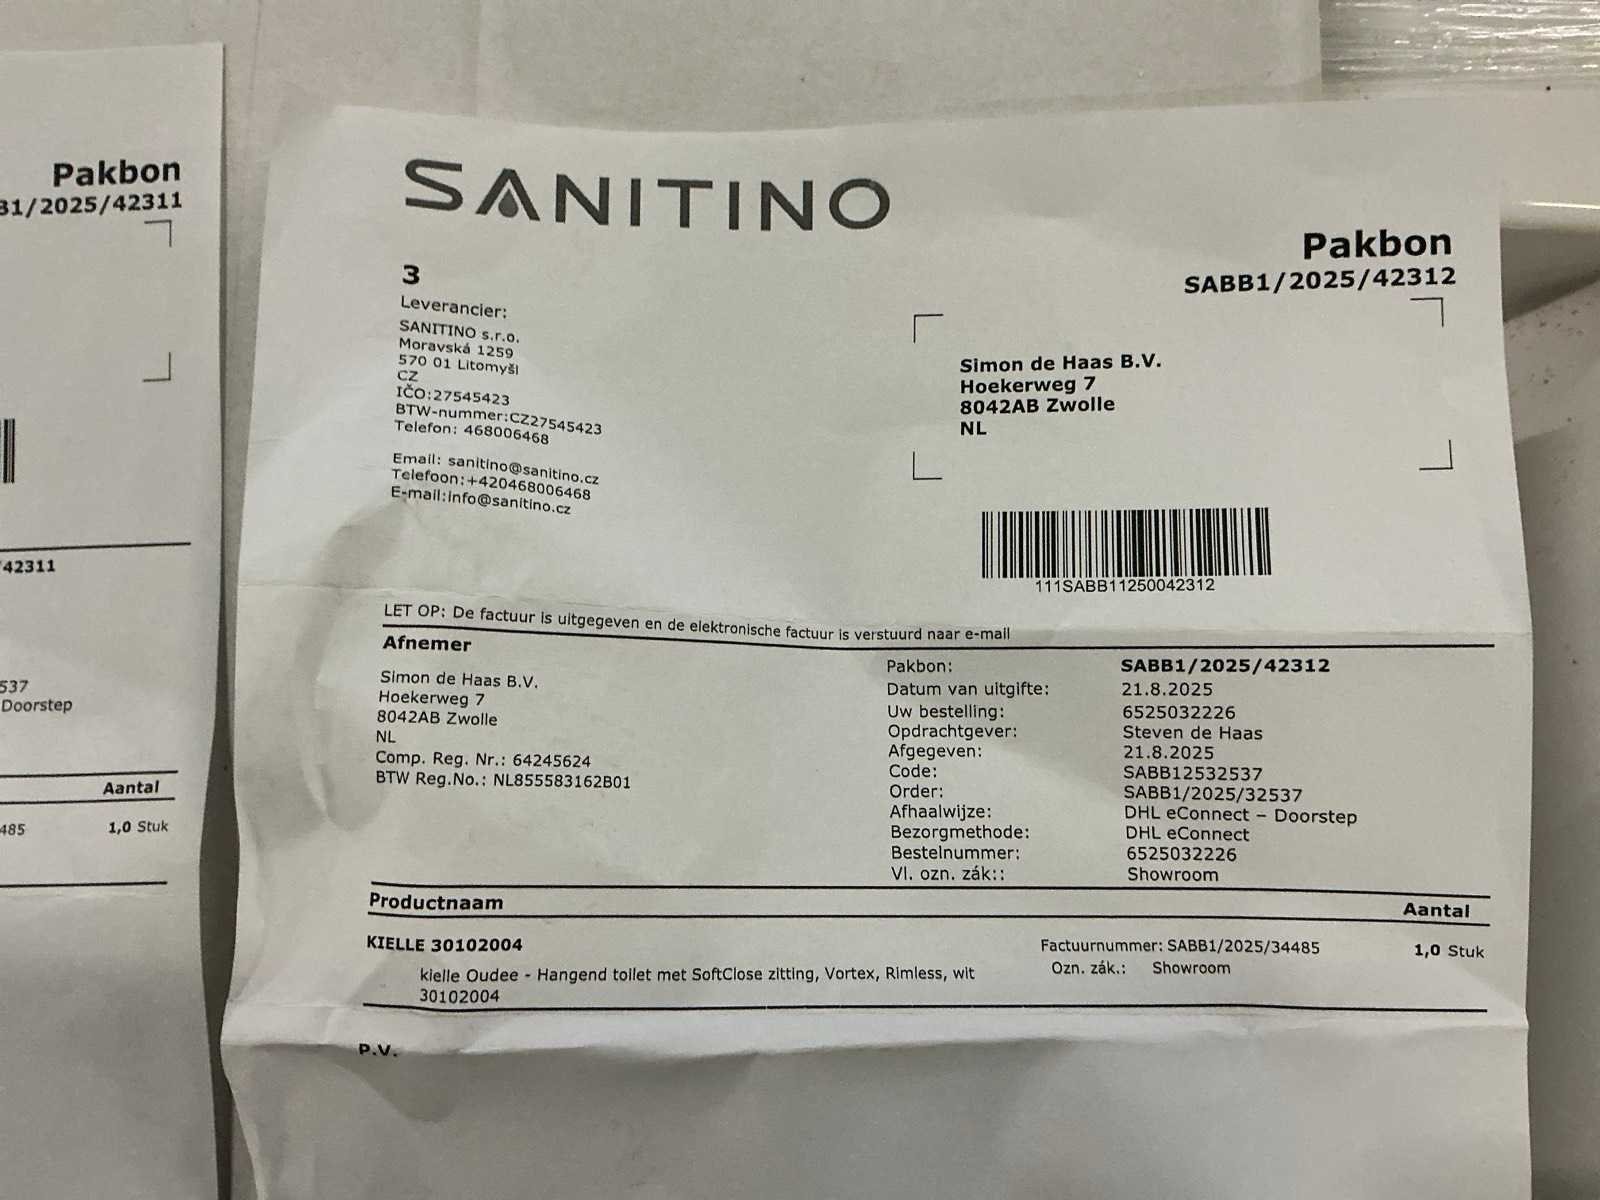 Pakbon
31/2025/42311
/42311
537
Doorstep
Aantal
485
1,0 Stuk
SANITINO
Pakbon
SABB1/2025/42312
3
Leverancier:
SANITINO s.r.o.
Moravská 1259
570 01 Litomyšl
CZ
IČO:27545423
BTW-nummer:CZ27545423
Telefon: 468006468
Email: sanitino@sanitino.cz
Telefoon:+420468006468
E-mail:info@sanitino.cz
Simon de Haas B.V.
Hoekerweg 7
8042AB Zwolle
NL
111SABB11250042312
LET OP: De factuur is uitgegeven en de elektronische factuur is verstuurd naar e-mail
Afnemer
Simon de Haas B.V.
Hoekerweg 7
8042AB Zwolle
NL
Comp. Reg. Nr.: 64245624
BTW Reg.No.: NL855583162B01
Pakbon: SABB1/2025/42312
Datum van uitgifte: 21.8.2025
Uw bestelling: 6525032226
Opdrachtgever: Steven de Haas
Afgegeven: 21.8.2025
Code: SABB12532537
Order: SABB1/2025/32537
Afhaalwijze: DHL eConnect – Doorstep
Bezorgmethode: DHL eConnect
Bestelnummer: 6525032226
Vl. ozn. zák:: Showroom
Productnaam Aantal
KIELLE 30102004 Factuurnummer: SABB1/2025/34485 1,0 Stuk
kielle Oudee - Hangend toilet met SoftClose zitting, Vortex, Rimless, wit Ozn. zák.: Showroom
30102004
P.V.